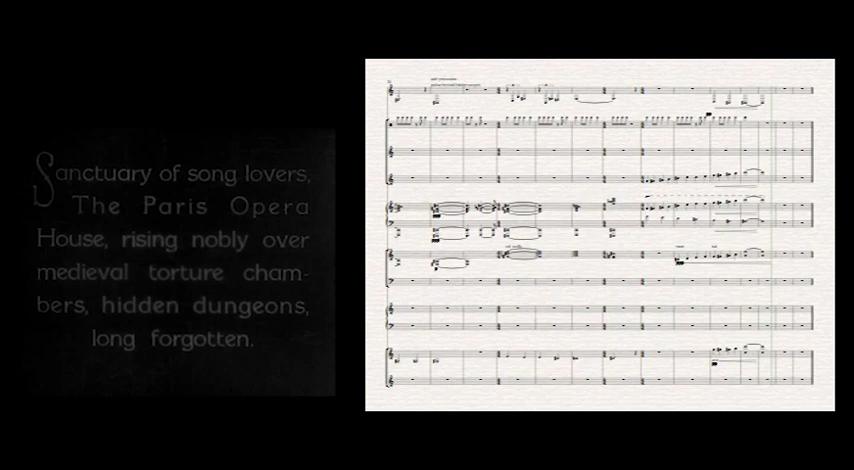 Sanctuary of song lovers,
The Paris Opera
House, rising nobly over
medieval torture cham-
bers, hidden dungeons,
long forgotten.